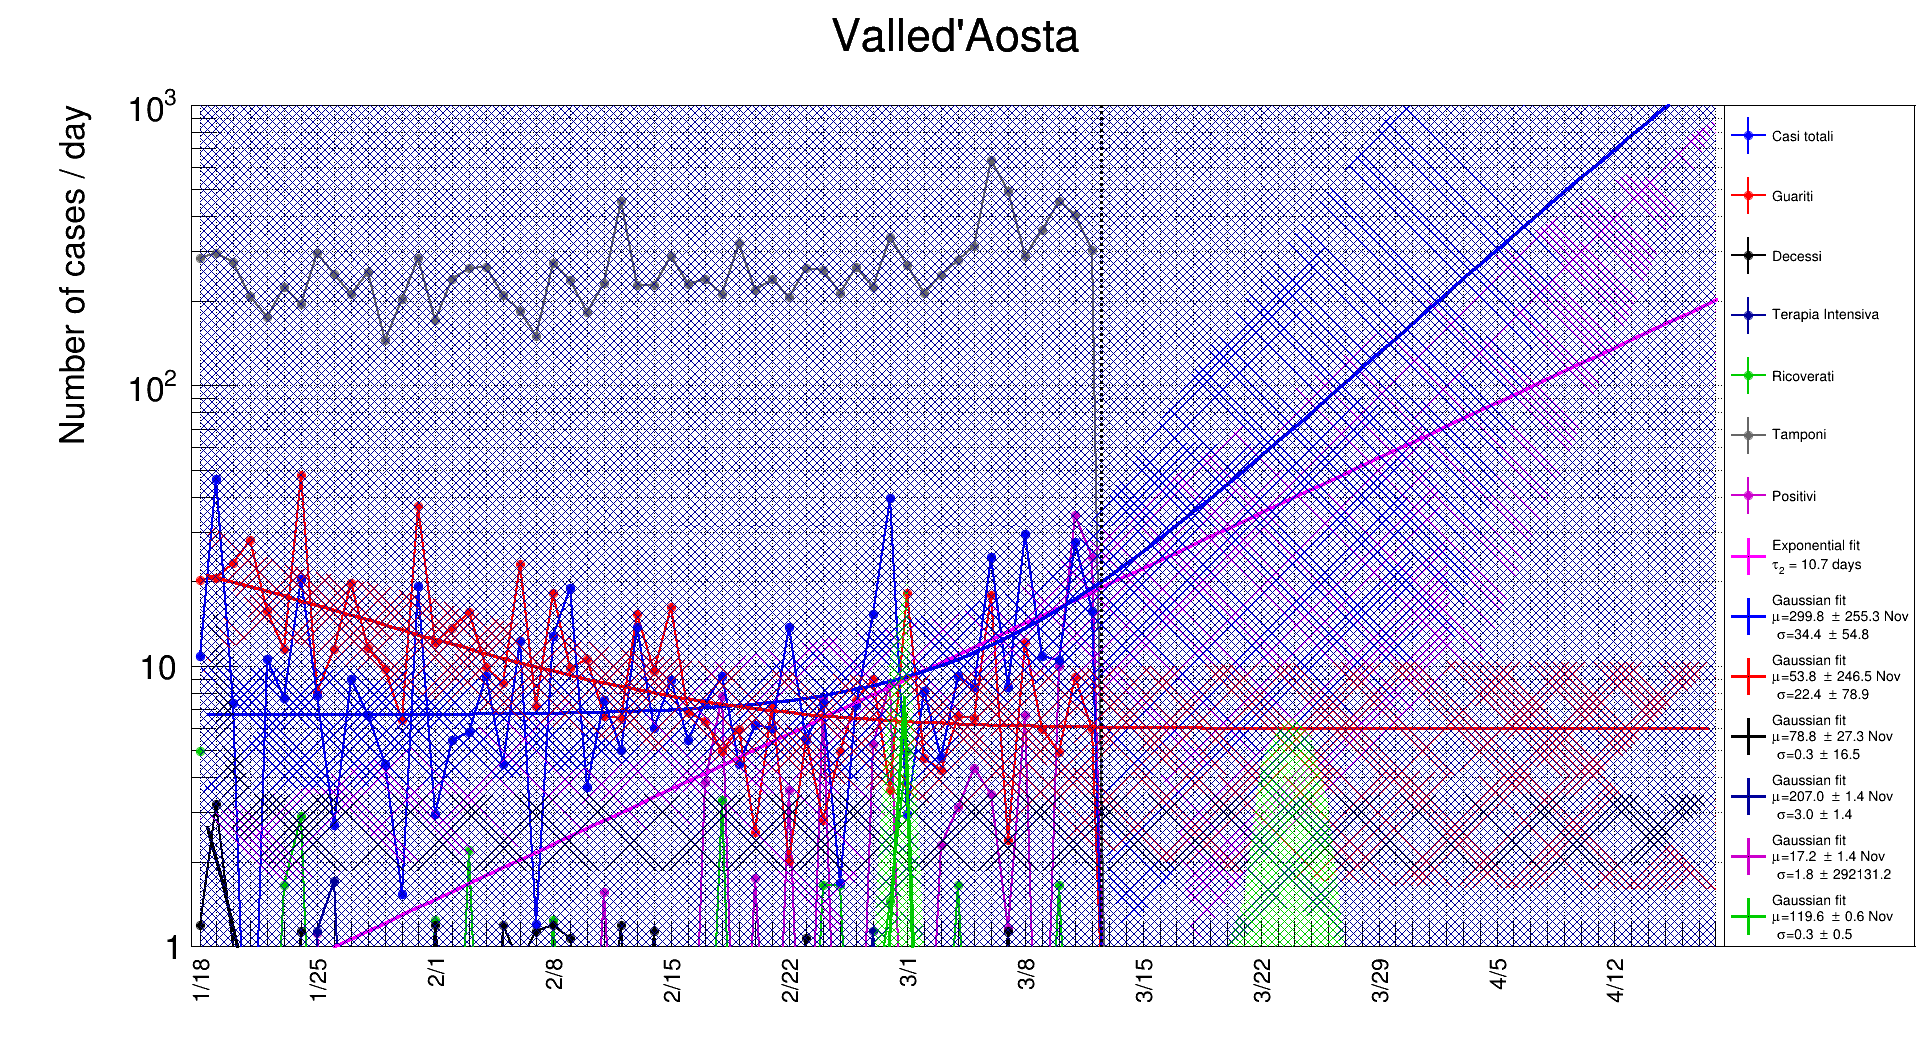 Valled'Aosta
Number of cases / day
10³
10²
10
1
1/18
1/25
2/1
2/8
2/15
2/22
3/1
3/8
3/15
3/22
3/29
4/5
4/12
Casi totali
Guariti
Decessi
Terapia Intensiva
Ricoverati
Tamponi
Positivi
Exponential fit
τ₂ = 10.7 days
Gaussian fit
μ=299.8 ± 255.3 Nov
σ=34.4 ± 54.8
Gaussian fit
μ=53.8 ± 246.5 Nov
σ=22.4 ± 78.9
Gaussian fit
μ=78.8 ± 27.3 Nov
σ=0.3 ± 16.5
Gaussian fit
μ=207.0 ± 1.4 Nov
σ=3.0 ± 1.4
Gaussian fit
μ=17.2 ± 1.4 Nov
σ=1.8 ± 292131.2
Gaussian fit
μ=119.6 ± 0.6 Nov
σ=0.3 ± 0.5